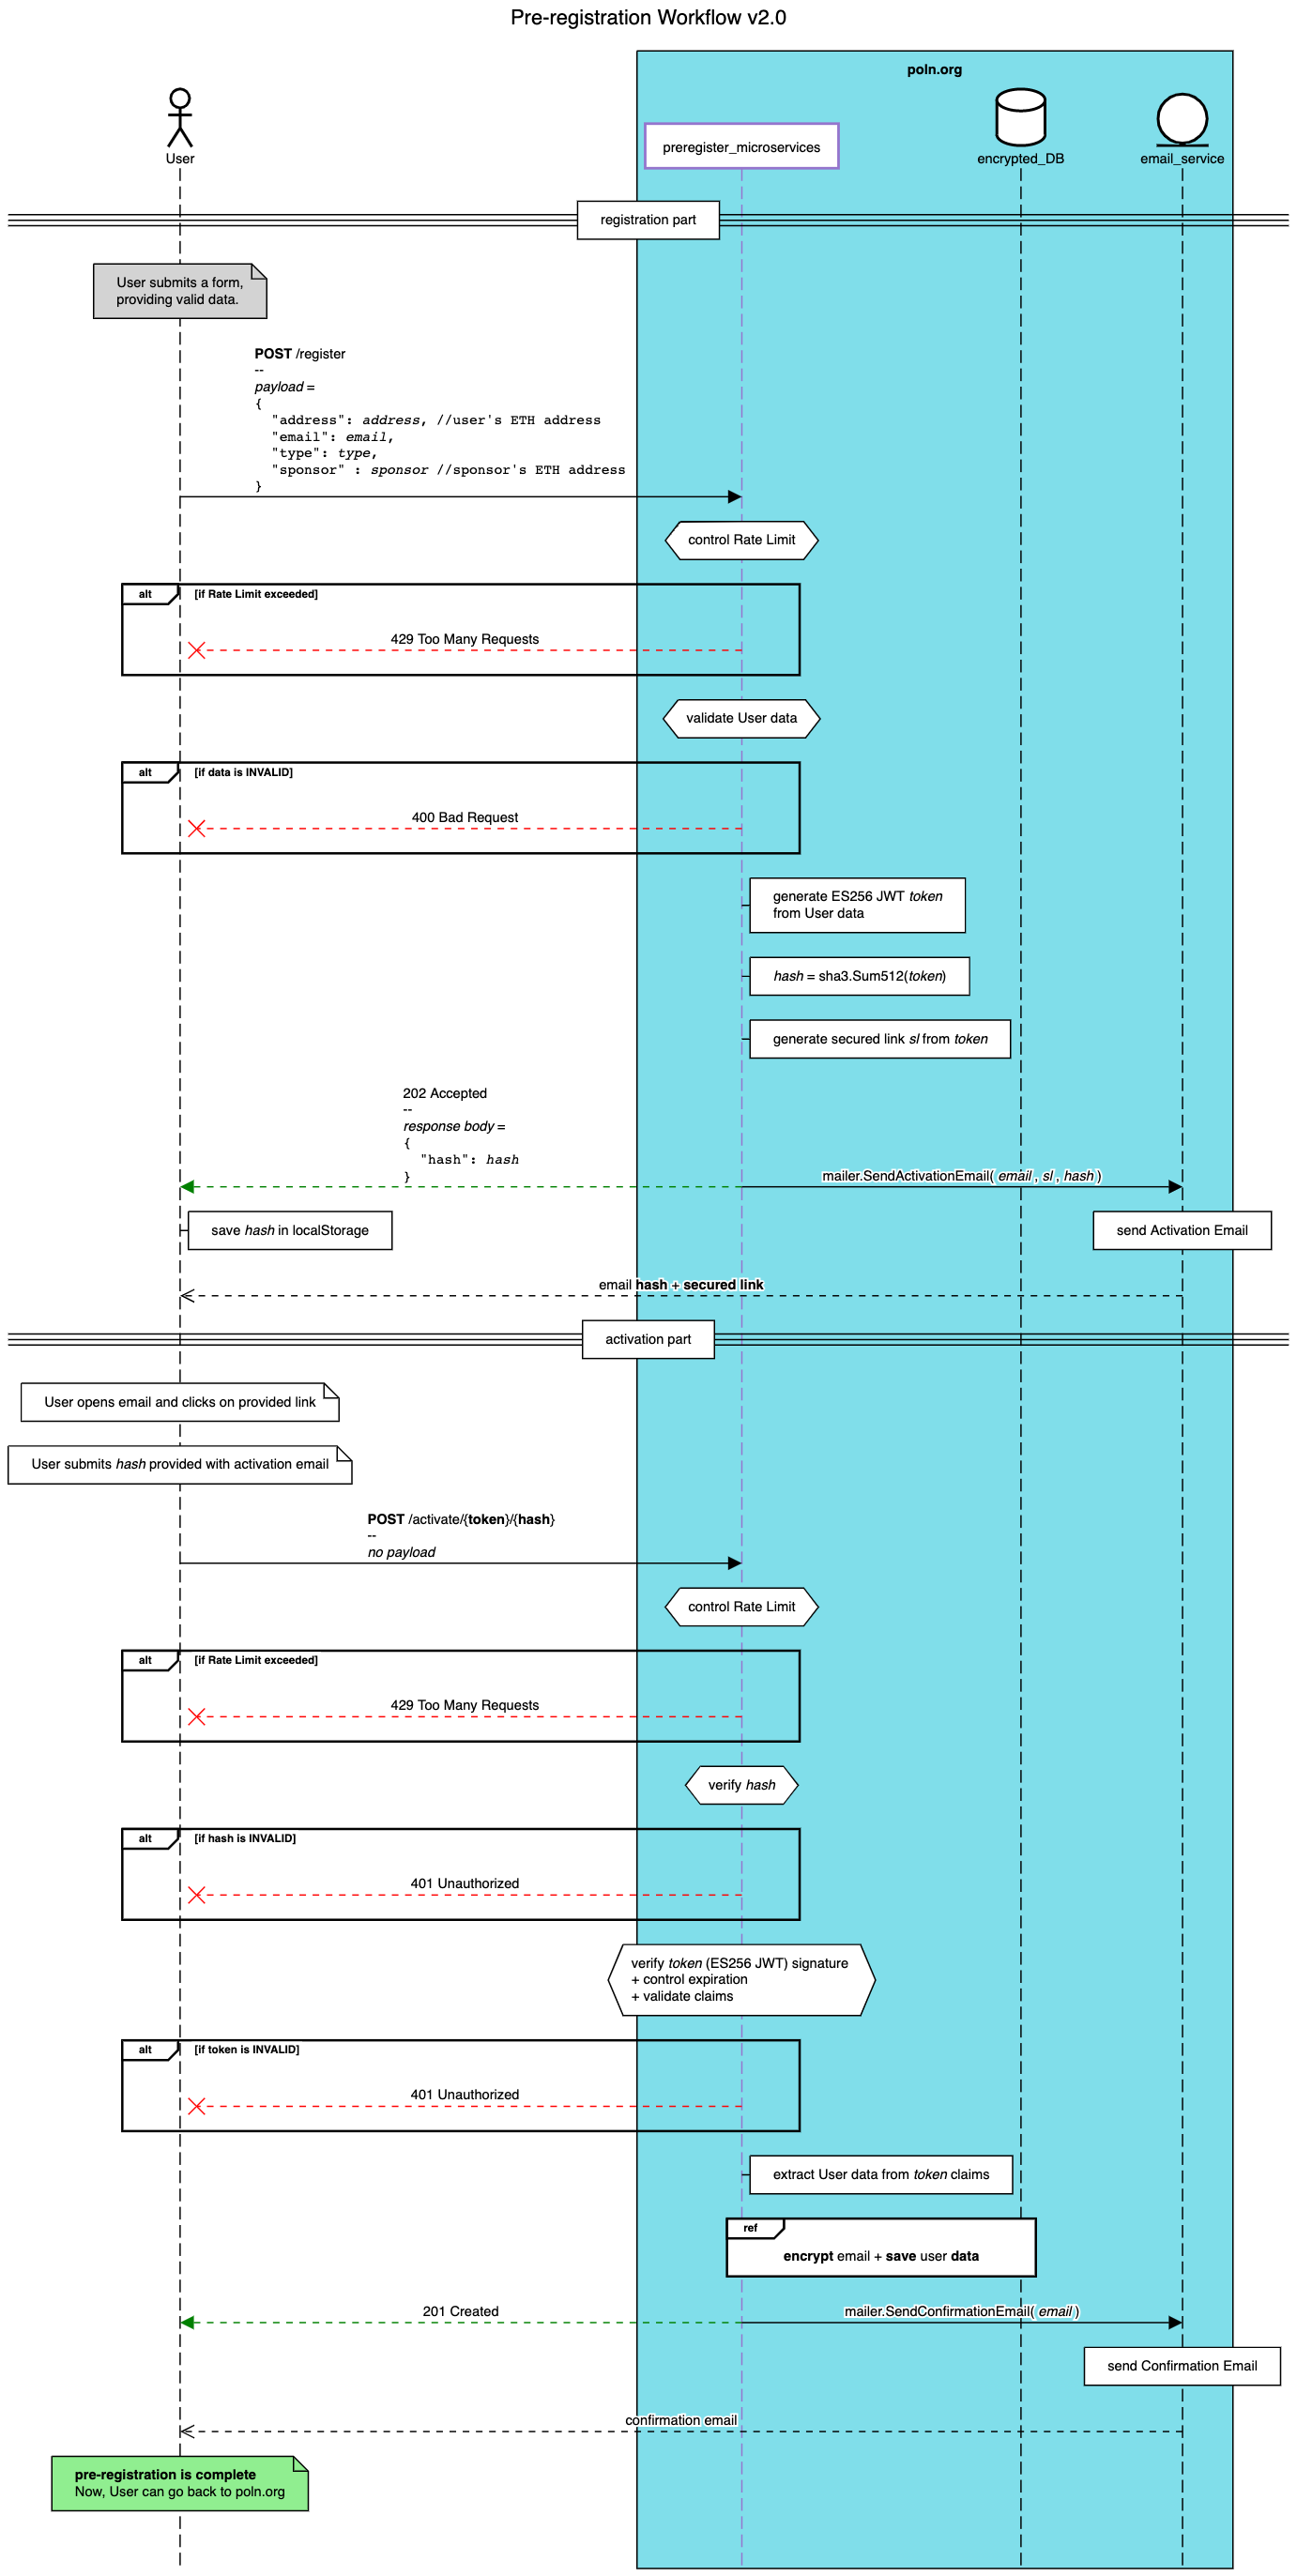 Pre-registration Workflow v2.0
poln.org
User
preregister_microservices
encrypted_DB
email_service
registration part
User submits a form,
providing valid data.
POST /register
--
payload =
{
"address": address, //user's ETH address
"email": email,
"type": type,
"sponsor" : sponsor //sponsor's ETH address
}
control Rate Limit
alt
[if Rate Limit exceeded]
429 Too Many Requests
validate User data
alt
[if data is INVALID]
400 Bad Request
generate ES256 JWT token
from User data
hash = sha3.Sum512(token)
generate secured link sl from token
202 Accepted
--
response body =
{
"hash": hash
}
mailer.SendActivationEmail( email , sl , hash )
save hash in localStorage
send Activation Email
email hash + secured link
activation part
User opens email and clicks on provided link
User submits hash provided with activation email
POST /activate/{token}/{hash}
--
no payload
control Rate Limit
alt
[if Rate Limit exceeded]
429 Too Many Requests
verify hash
alt
[if hash is INVALID]
401 Unauthorized
verify token (ES256 JWT) signature
+ control expiration
+ validate claims
alt
[if token is INVALID]
401 Unauthorized
extract User data from token claims
ref
encrypt email + save user data
201 Created
mailer.SendConfirmationEmail( email )
send Confirmation Email
confirmation email
pre-registration is complete
Now, User can go back to poln.org